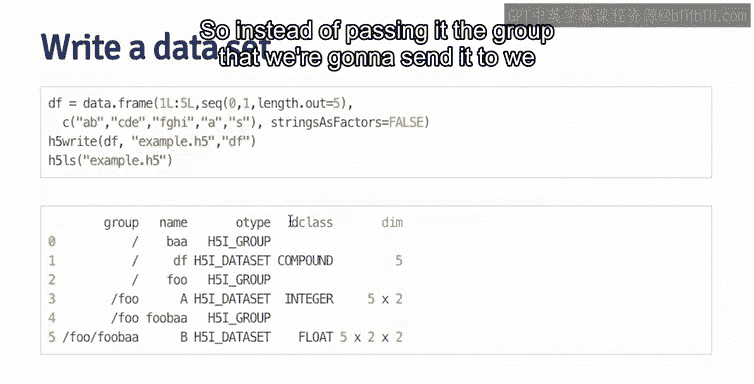 So instead of passing it the group
that we're gonna send it to we
Write a data set
df = data.frame(1L:5L,seq(0,1,length.out=5),
c("ab","cde","fghi","a","s"), stringsAsFactors=FALSE)
h5write(df, "example.h5","df")
h5ls("example.h5")
group name otype dclass dim
0 / baa H5I_GROUP
1 / df H5I_DATASET COMPOUND 5
2 / foo H5I_GROUP
3 /foo A H5I_DATASET INTEGER 5 x 2
4 /foo foobaa H5I_GROUP
5 /foo/foobaa B H5I_DATASET FLOAT 5 x 2 x 2